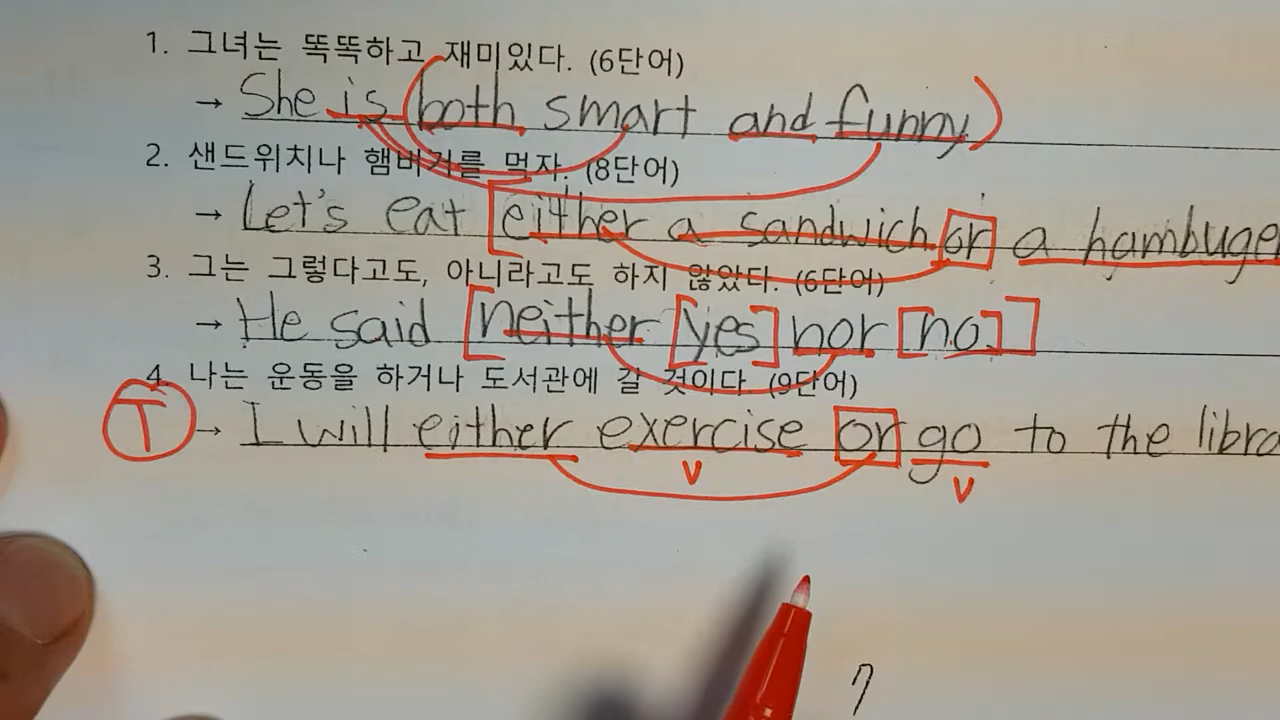 1. 그녀는 똑똑하고 재미있다. (6단어)
→ She is both smart and funny
2. 샌드위치나 햄버거를 먹자. (8단어)
→ Let's eat either a sandwich or a hambuge
3. 그는 그렇다고도, 아니라고도 하지 않았다. (6단어)
→ He said neither yes nor no.
4. 나는 운동을 하거나 도서관에 갈 것이다. (9단어)
T → I will either exercise or go to the libra
V V
7